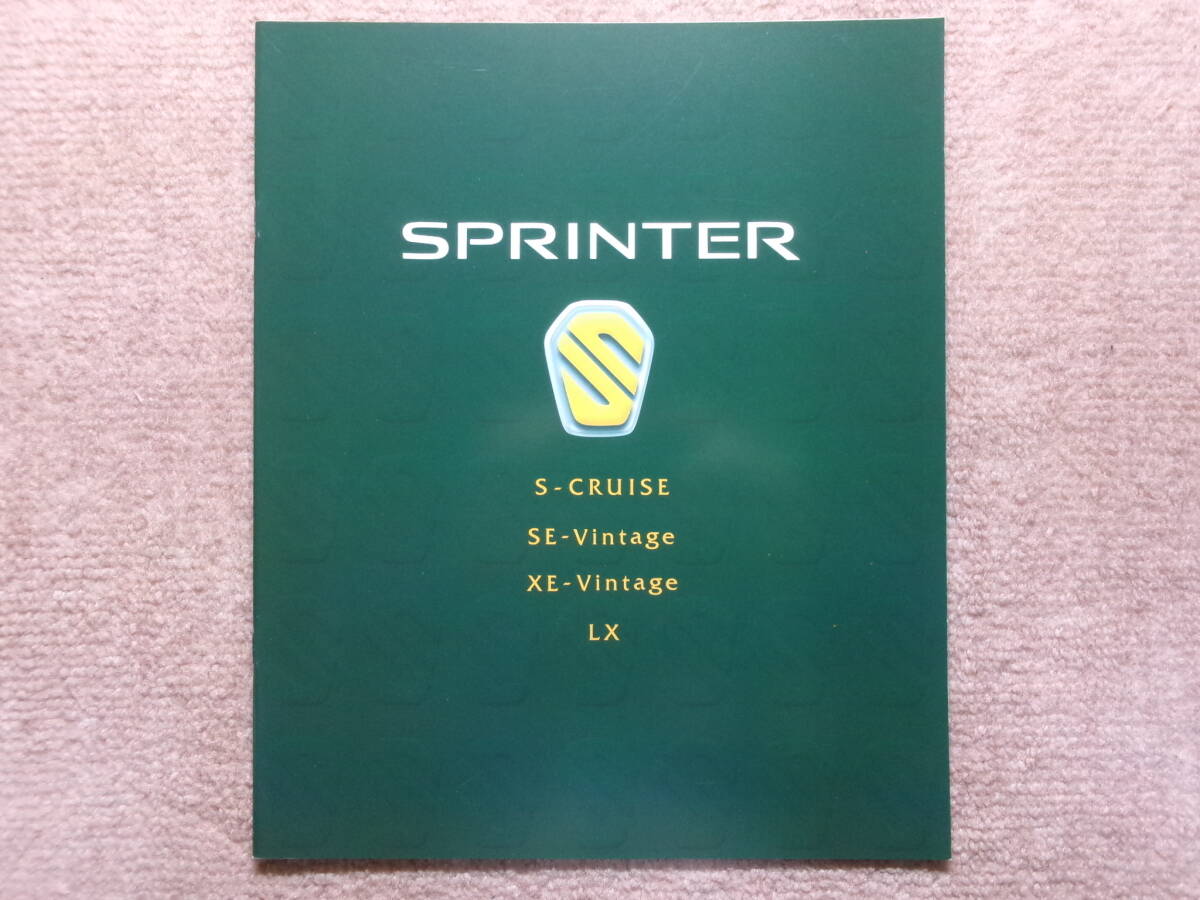 SPRINTER
S-CRUISE
SE-Vintage
XE-Vintage
LX